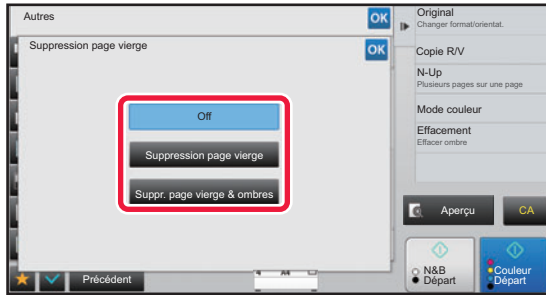 Autres
OK
Suppression page vierge
OK
Off
Suppression page vierge
Suppr. page vierge & ombres
Précédent
A4
Original
Changer format/orientat.
Copie R/V
N-Up
Plusieurs pages sur une page
Mode couleur
Effacement
Effacer ombre
Aperçu
CA
N&B
Départ
Couleur
Départ